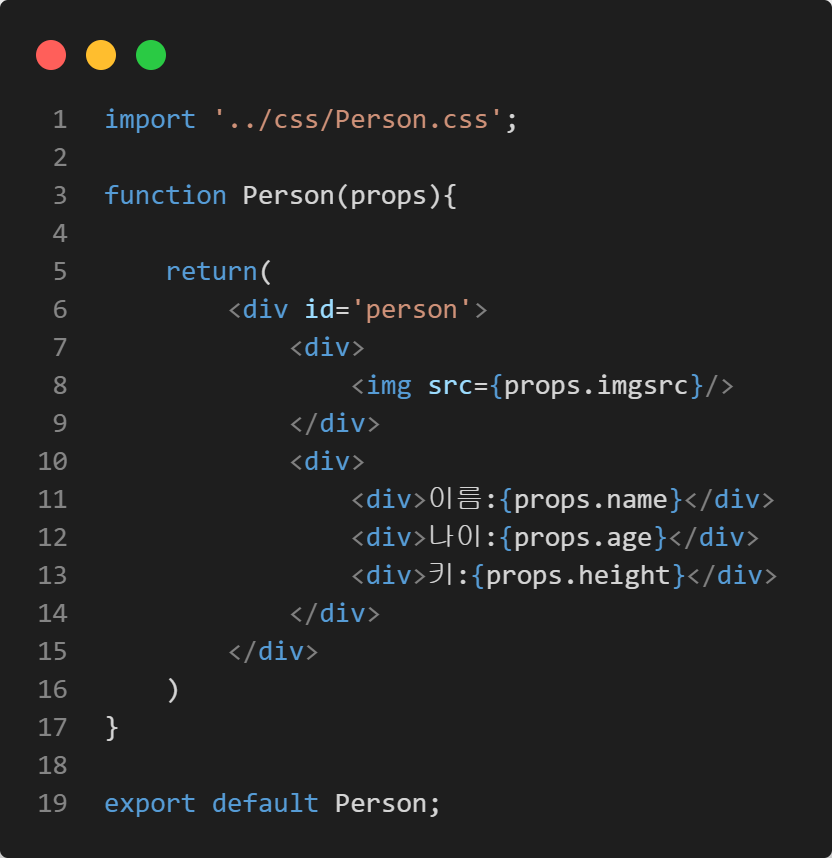 1 import '../css/Person.css';
2
3 function Person(props){
4
5     return(
6         <div id='person'>
7             <div>
8                 <img src={props.imgsrc}/>
9             </div>
10             <div>
11                 <div>이름:{props.name}</div>
12                 <div>나이:{props.age}</div>
13                 <div>키:{props.height}</div>
14             </div>
15         </div>
16     )
17 }
18
19 export default Person;